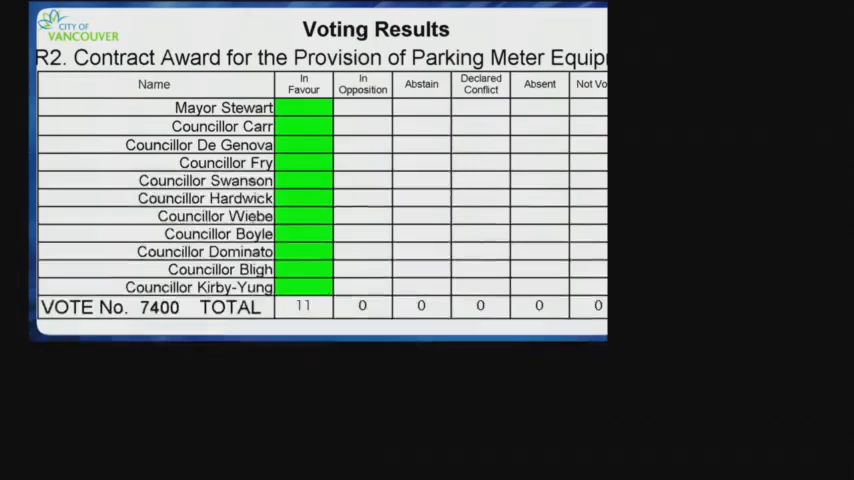 CITY OF
VANCOUVER
Voting Results
R2. Contract Award for the Provision of Parking Meter Equip
Name In Favour In Opposition Abstain Declared Conflict Absent Not Vo
Mayor Stewart
Councillor Carr
Councillor De Genova
Councillor Fry
Councillor Swanson
Councillor Hardwick
Councillor Wiebe
Councillor Boyle
Councillor Dominato
Councillor Bligh
Councillor Kirby-Yung
VOTE No. 7400 TOTAL 11 0 0 0 0 0